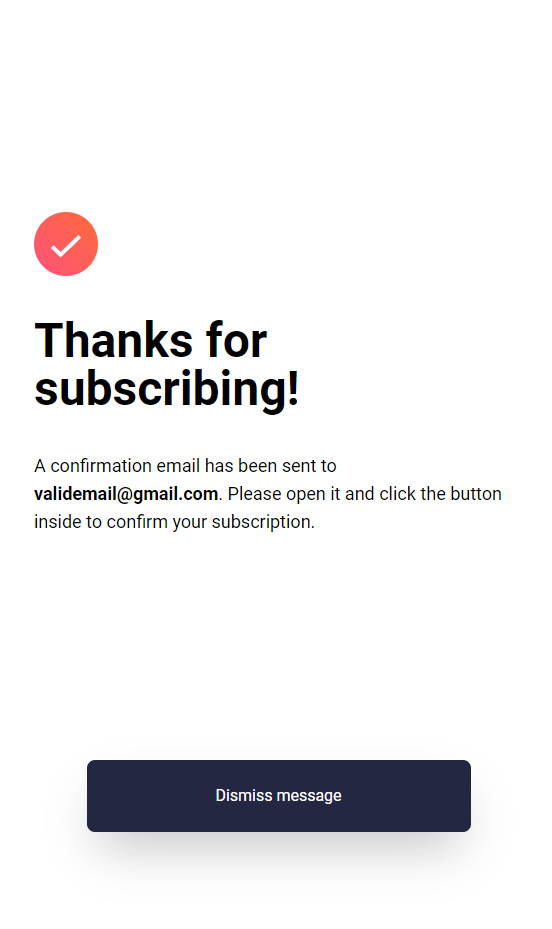 Thanks for
subscribing!
A confirmation email has been sent to
validemail@gmail.com. Please open it and click the button
inside to confirm your subscription.
Dismiss message